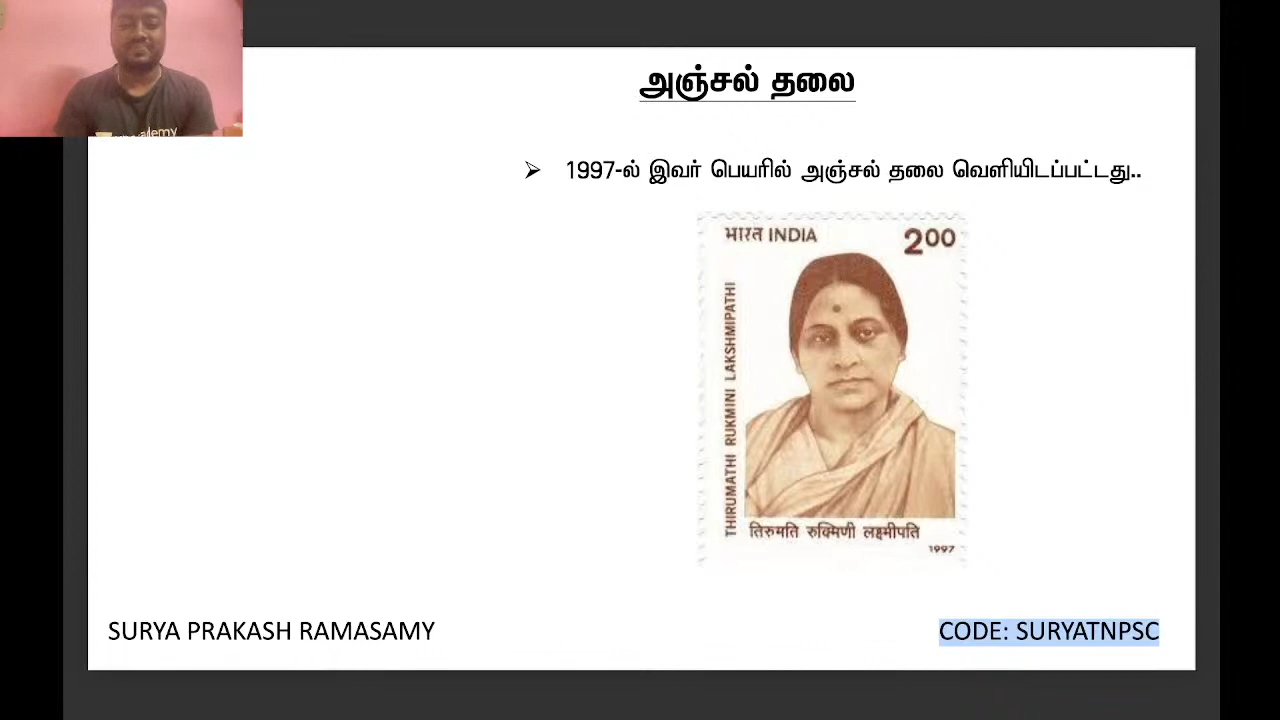 அஞ்சல் தலை
1997-ல் இவர் பெயரில் அஞ்சல் தலை வெளியிடப்பட்டது..
भारत INDIA 2.00
THIRUMATHI RUKMINI LAKSHMIPATHI
तिरुमति रुक्मिणी लक्ष्मीपति
1997
SURYA PRAKASH RAMASAMY
CODE: SURYATNPSC